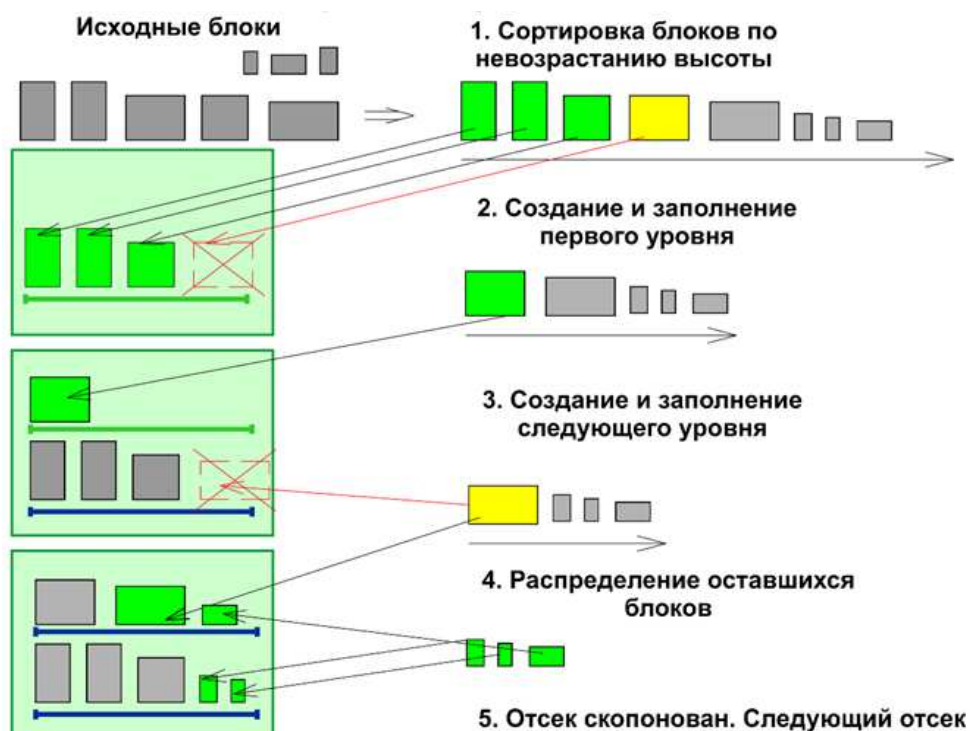 Исходные блоки
1. Сортировка блоков по
невозрастанию высоты
2. Создание и заполнение
первого уровня
3. Создание и заполнение
следующего уровня
4. Распределение оставшихся
блоков
5. Отсек скопонован. Следующий отсек